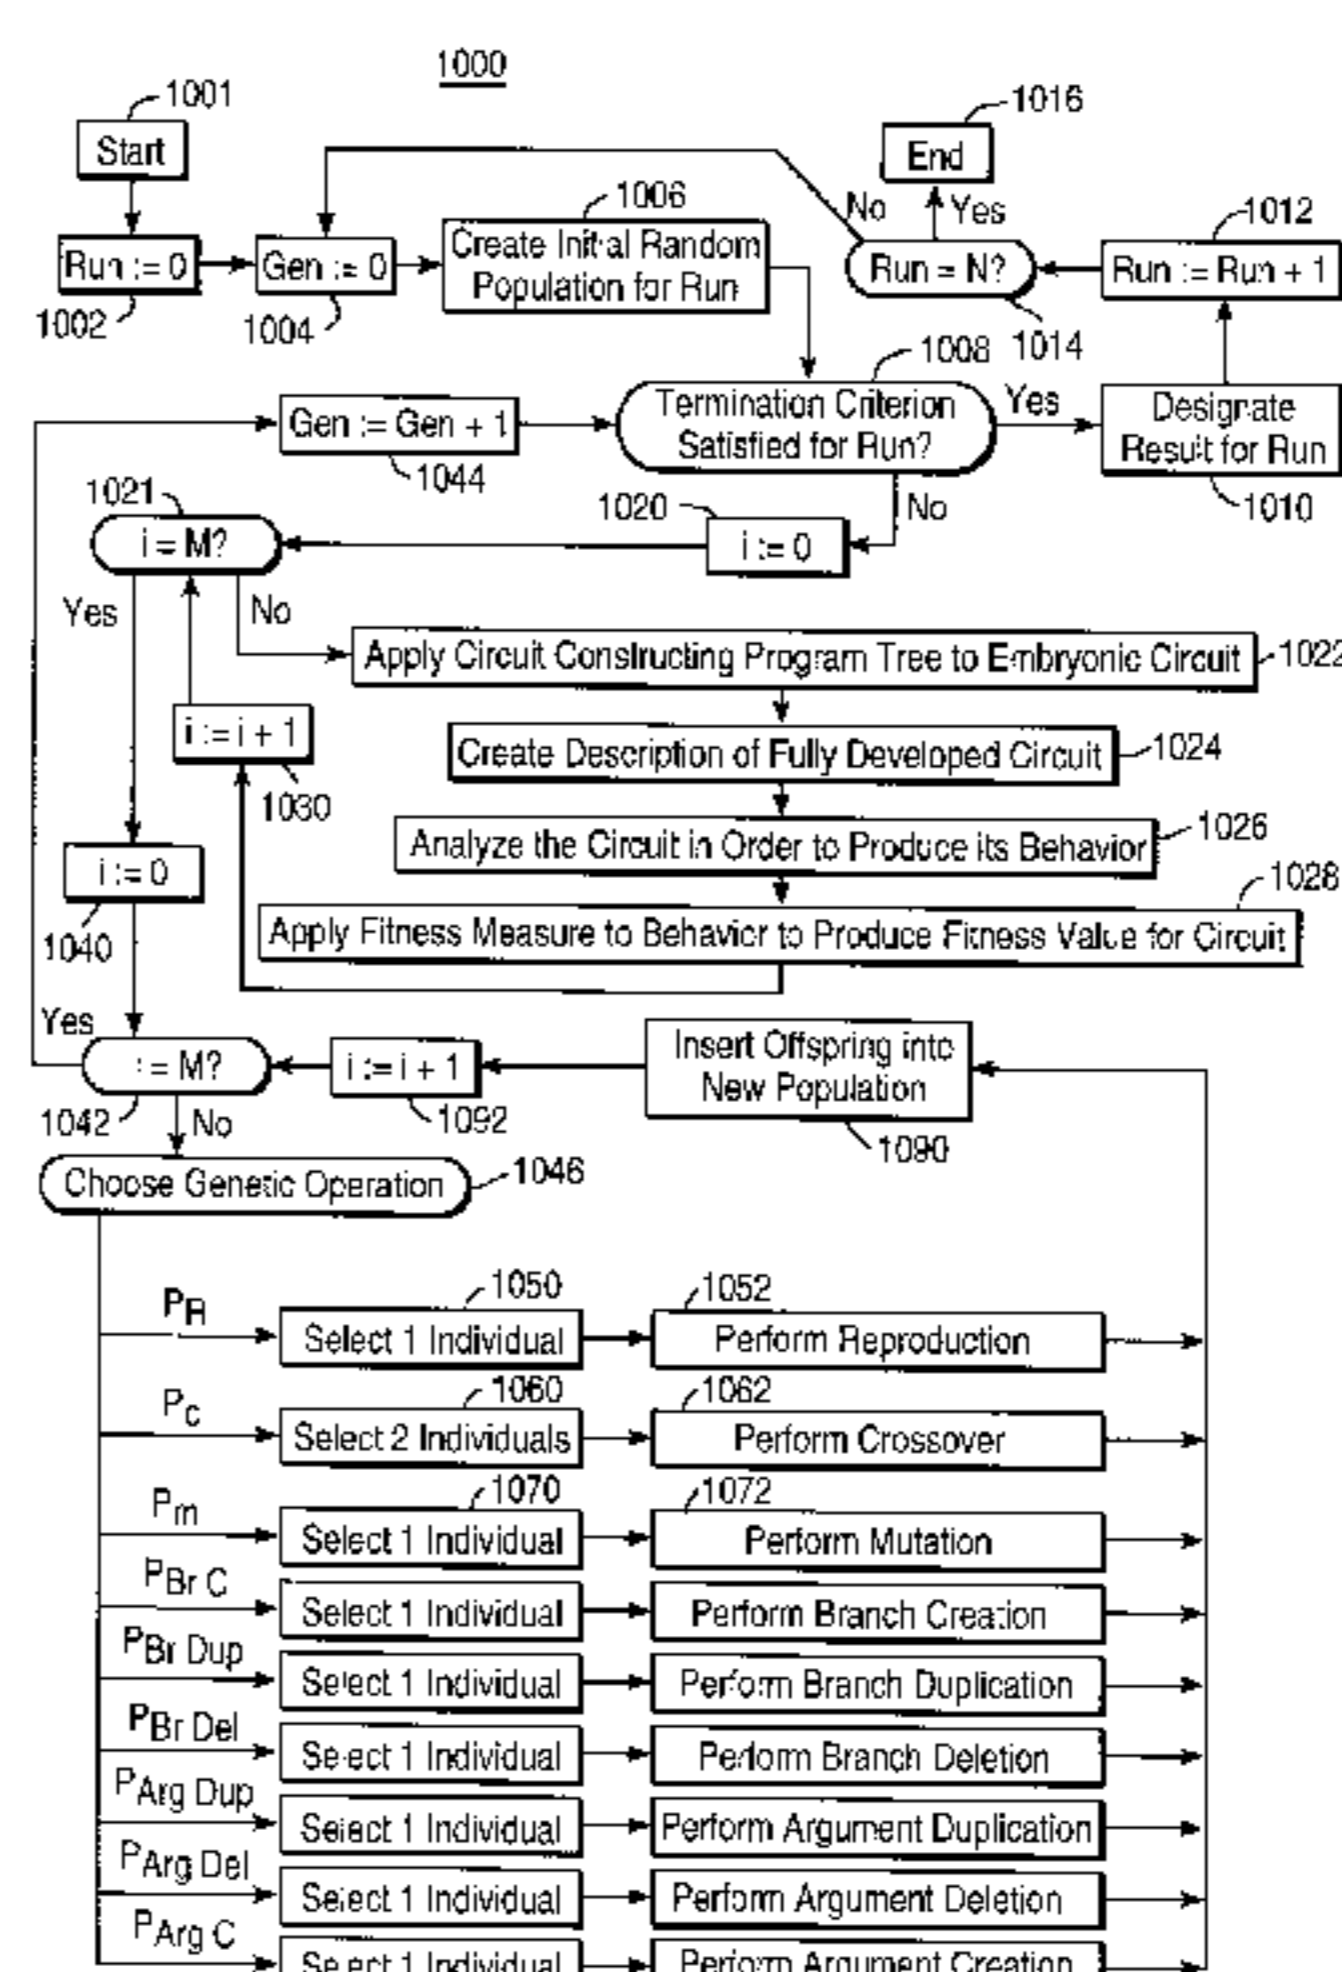 1000
1001
Start
1016
End
1006
No
Yes
1012
Run := 0
Gen := 0
Create Initial Random
Population for Run
Run = N?
Run := Run + 1
1002
1004
1014
1008
Gen := Gen + 1
Termination Criterion
Satisfied for Run?
Yes
Designate
Result for Run
1044
1010
1021
1020
No
i = M?
i := 0
Yes
No
Apply Circuit Constructing Program Tree to Embryonic Circuit
1022
i := i + 1
Create Description of Fully Developed Circuit
1024
1030
Analyze the Circuit in Order to Produce its Behavior
1026
i := 0
1028
1040
Apply Fitness Measure to Behavior to Produce Fitness Value for Circuit
Yes
i = M?
i := i + 1
Insert Offspring into
New Population
1042
No
1092
1090
Choose Genetic Operation
1046
PR
1050
1052
Select 1 Individual
Perform Reproduction
Pc
1060
1062
Select 2 Individuals
Perform Crossover
Pm
1070
1072
Select 1 Individual
Perform Mutation
PBr C
Select 1 Individual
Perform Branch Creation
PBr Dup
Select 1 Individual
Perform Branch Duplication
PBr Del
Select 1 Individual
Perform Branch Deletion
PArg Dup
Select 1 Individual
Perform Argument Duplication
PArg Del
Select 1 Individual
Perform Argument Deletion
PArg C
Select 1 Individual
Perform Argument Creation